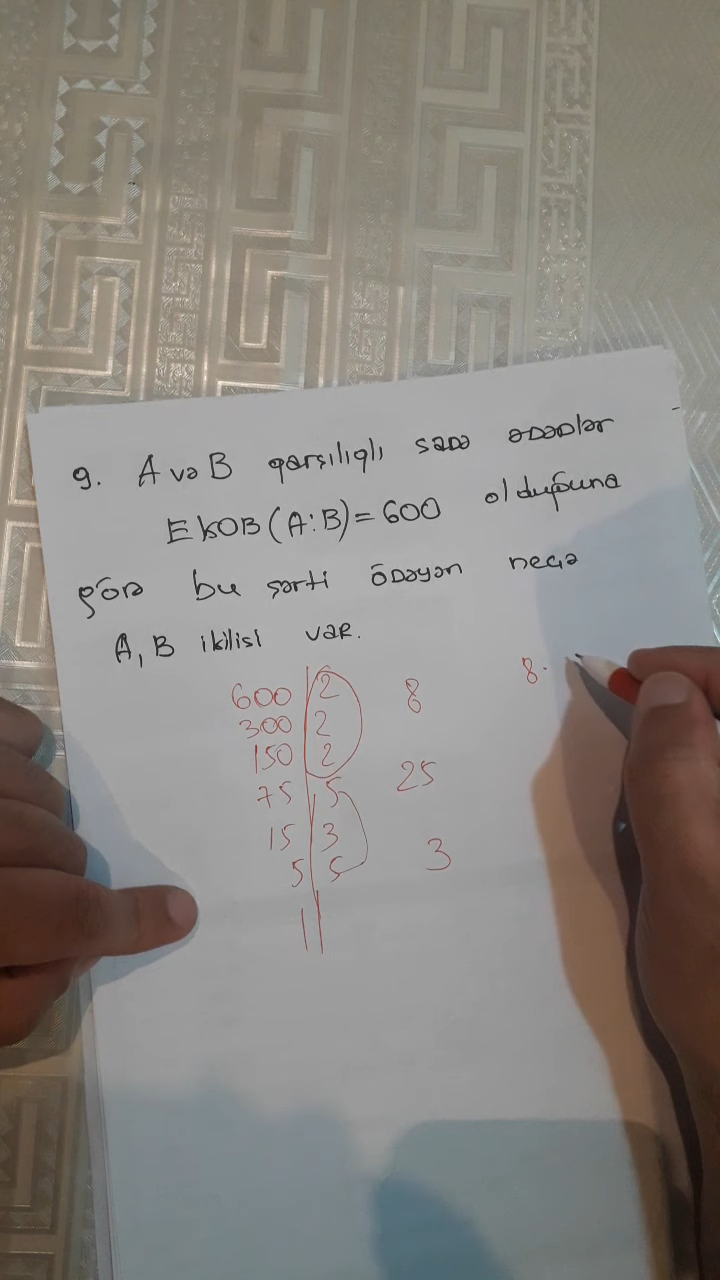 9. A və B qarşılıqlı sadə ədədlər
EKOB(A:B)=600 olduğuna
görə bu şərti ödəyən neçə
A, B ikilisi var.
600 | 2 8 8.
300 | 2
150 | 2
75 | 5 25
15 | 3
5 | 5 3
1